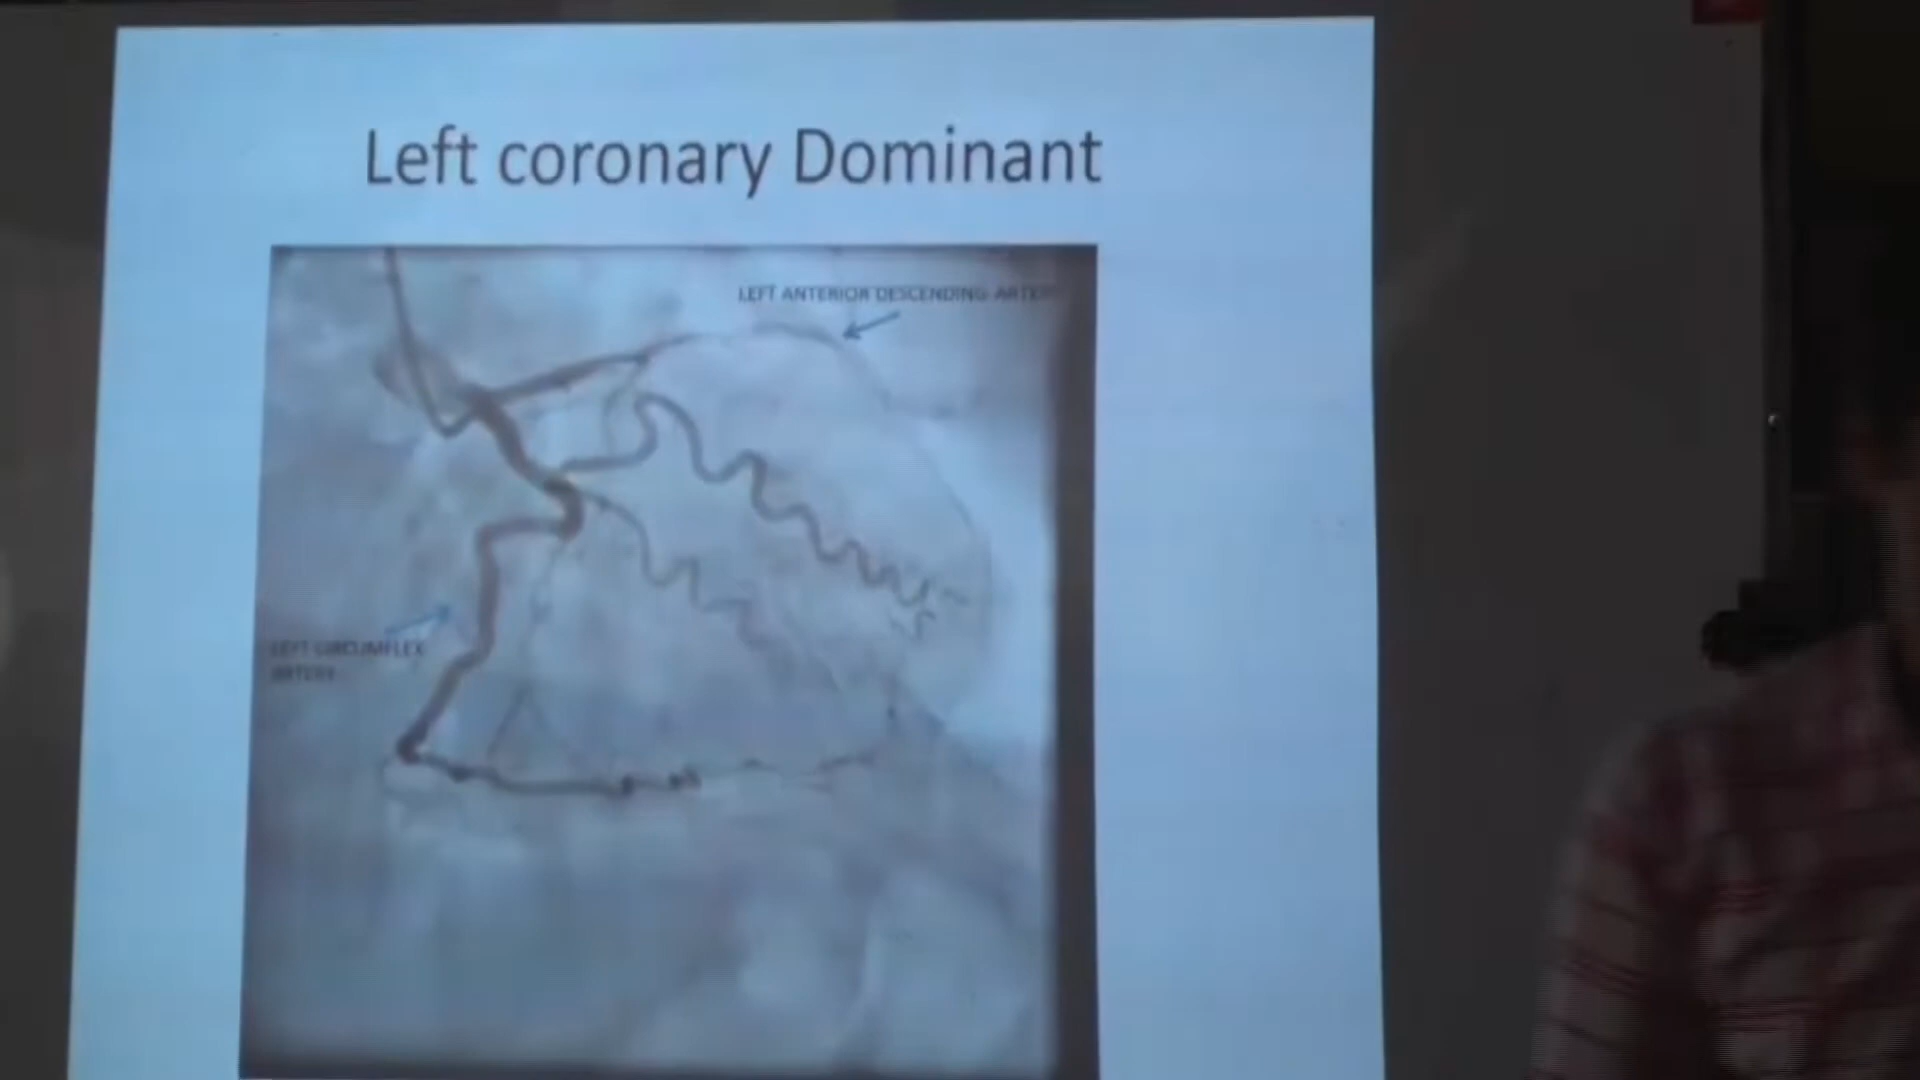 Left coronary Dominant
LEFT ANTERIOR DESCENDING ARTERY
LEFT CIRCUMFLEX
ARTERY